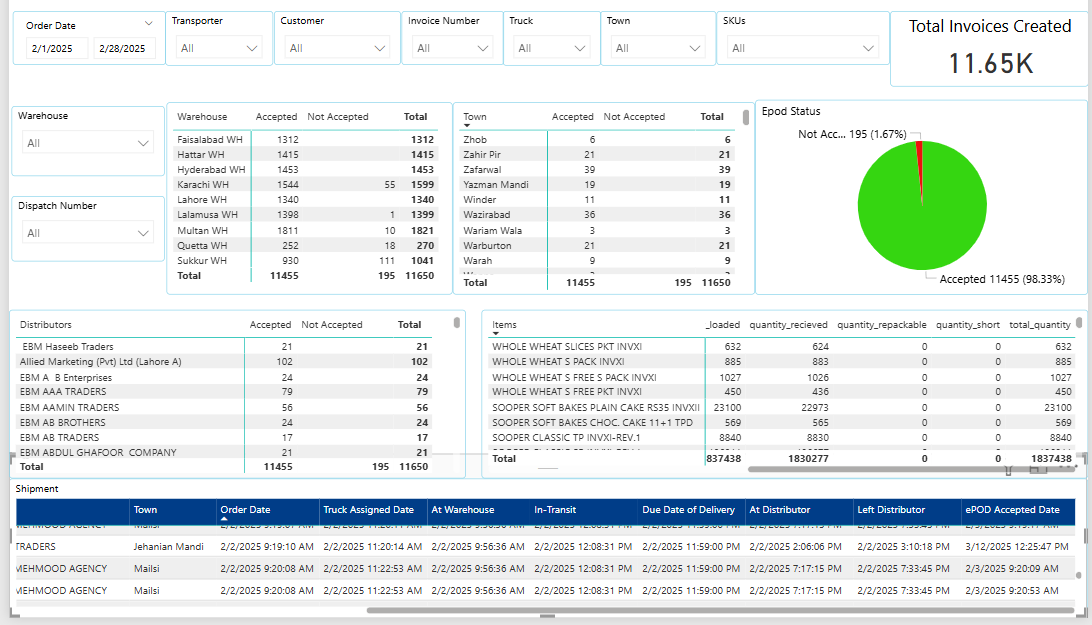 Order Date
2/1/2025 2/28/2025
Transporter
All
Customer
All
Invoice Number
All
Truck
All
Town
All
SKUs
All
Total Invoices Created
11.65K
Warehouse
All
Dispatch Number
All
Warehouse Accepted Not Accepted Total
Faisalabad WH 1312 1312
Hattar WH 1415 1415
Hyderabad WH 1453 1453
Karachi WH 1544 55 1599
Lahore WH 1340 1340
Lalamusa WH 1398 1 1399
Multan WH 1811 10 1821
Quetta WH 252 18 270
Sukkur WH 930 111 1041
Total 11455 195 11650
Town Accepted Not Accepted Total
Zhob 6 6
Zahir Pir 21 21
Zafarwal 39 39
Yazman Mandi 19 19
Winder 11 11
Wazirabad 36 36
Wariam Wala 3 3
Warburton 21 21
Warah 9 9
Total 11455 195 11650
Epod Status
Not Acc... 195 (1.67%)
Accepted 11455 (98.33%)
Distributors Accepted Not Accepted Total
EBM Haseeb Traders 21 21
Allied Marketing (Pvt) Ltd (Lahore A) 102 102
EBM A B Enterprises 24 24
EBM AAA TRADERS 79 79
EBM AAMIN TRADERS 56 56
EBM AB BROTHERS 24 24
EBM AB TRADERS 17 17
EBM ABDUL GHAFOOR COMPANY 21 21
Total 11455 195 11650
Items _loaded quantity_recieved quantity_repackable quantity_short total_quantity
WHOLE WHEAT SLICES PKT INVXI 632 624 0 0 632
WHOLE WHEAT S PACK INVXI 885 883 0 0 885
WHOLE WHEAT S FREE S PACK INVXI 1027 1026 0 0 1027
WHOLE WHEAT S FREE PKT INVXI 450 436 0 0 450
SOOPER SOFT BAKES PLAIN CAKE RS35 INVXII 23100 22973 0 0 23100
SOOPER SOFT BAKES CHOC. CAKE 11+1 TPD 569 565 0 0 569
SOOPER CLASSIC TP INVXI-REV.1 8840 8830 0 0 8840
Total 837438 1830277 0 0 1837438
Shipment
Town Order Date Truck Assigned Date At Warehouse In-Transit Due Date of Delivery At Distributor Left Distributor ePOD Accepted Date
TRADERS Jehanian Mandi 2/2/2025 9:19:10 AM 2/2/2025 11:20:14 AM 2/2/2025 9:56:36 AM 2/2/2025 12:08:31 PM 2/2/2025 11:59:00 PM 2/2/2025 2:06:06 PM 2/2/2025 3:10:18 PM 3/12/2025 12:25:47 PM
MEHMOOD AGENCY Mailsi 2/2/2025 9:20:08 AM 2/2/2025 11:22:53 AM 2/2/2025 9:56:36 AM 2/2/2025 12:08:31 PM 2/2/2025 11:59:00 PM 2/2/2025 7:17:15 PM 2/2/2025 7:33:45 PM 2/3/2025 9:20:09 AM
MEHMOOD AGENCY Mailsi 2/2/2025 9:20:08 AM 2/2/2025 11:22:53 AM 2/2/2025 9:56:36 AM 2/2/2025 12:08:31 PM 2/2/2025 11:59:00 PM 2/2/2025 7:17:15 PM 2/2/2025 7:33:45 PM 2/3/2025 9:20:53 AM